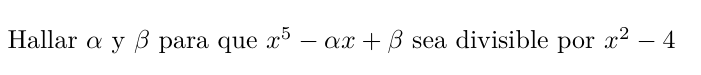 Hallar α y β para que x⁵ − αx + β sea divisible por x² − 4